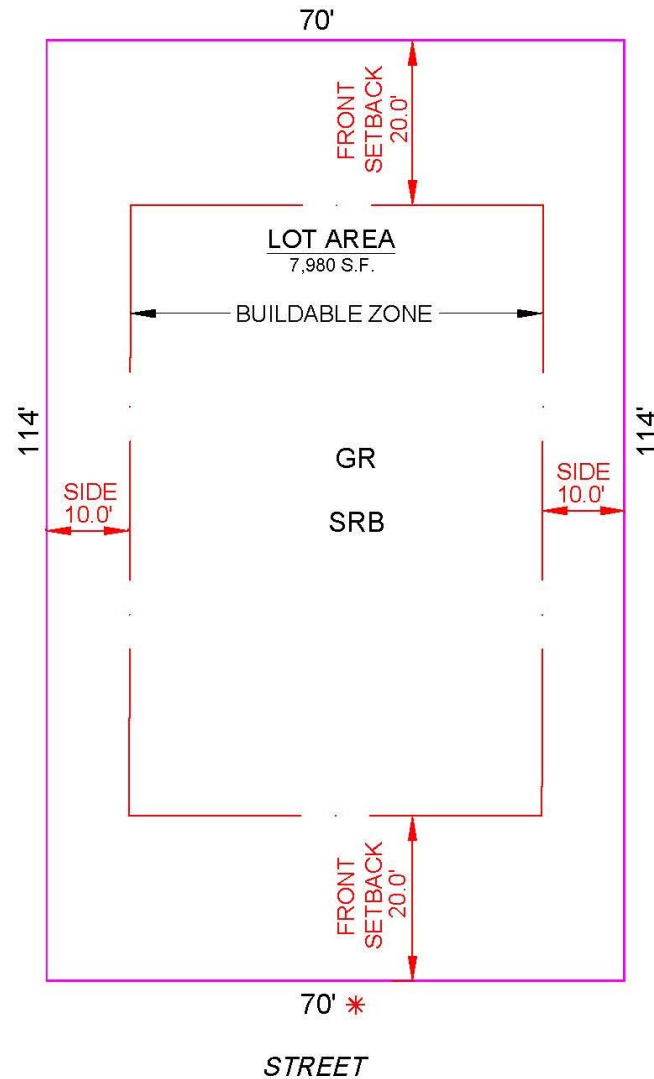 70'
FRONT
SETBACK
20.0'
LOT AREA
7,980 S.F.
BUILDABLE ZONE
114'
114'
GR
SIDE
10.0'
SIDE
10.0'
SRB
FRONT
SETBACK
20.0'
70' *
STREET